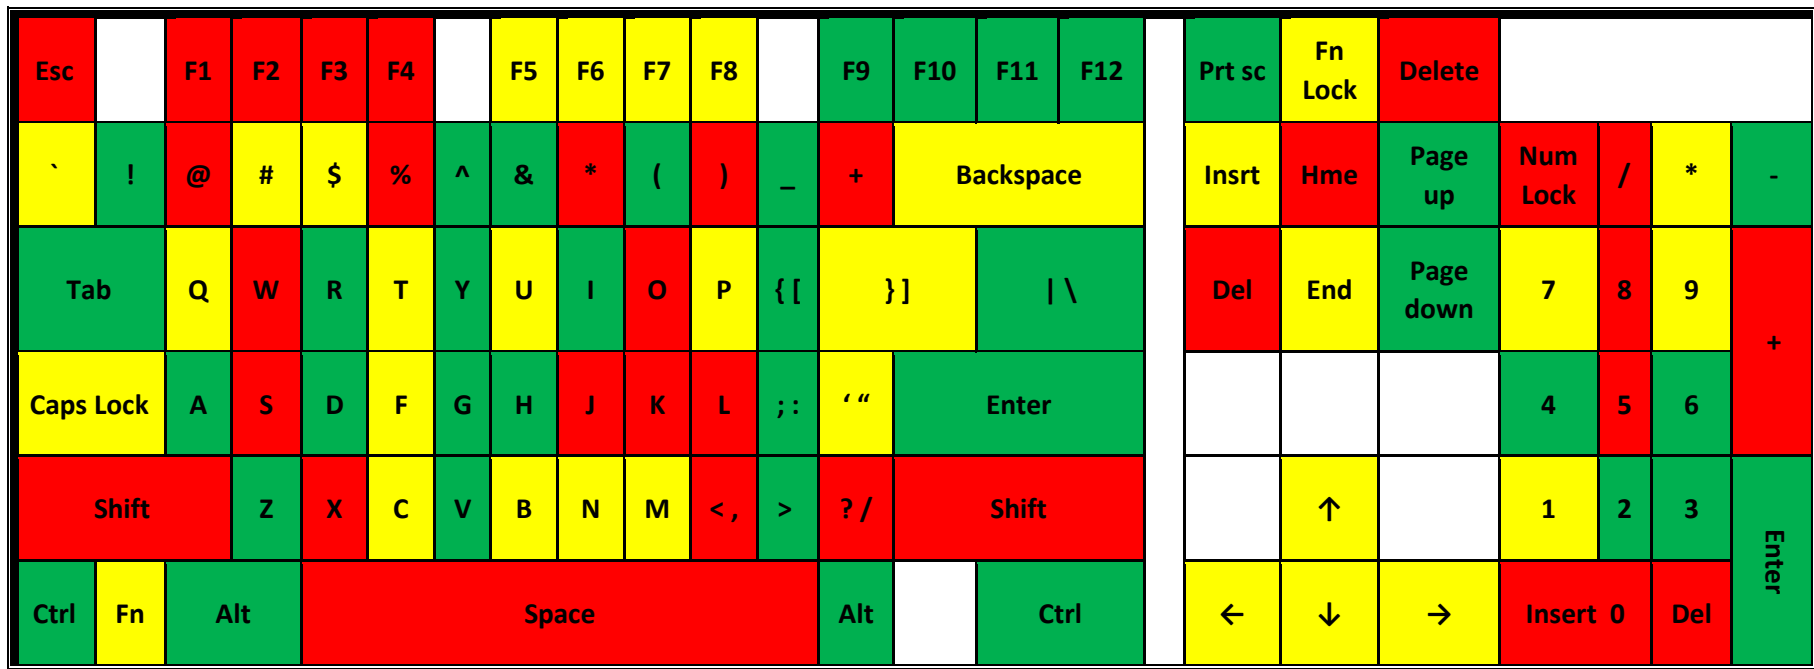 Esc F1 F2 F3 F4 F5 F6 F7 F8 F9 F10 F11 F12 Prt sc Fn Lock Delete
` ! @ # $ % ^ & * ( ) _ + Backspace Insrt Hme Page up Num Lock / * -
Tab Q W R T Y U I O P { [ } ] | \ Del End Page down 7 8 9 +
Caps Lock A S D F G H J K L ; : ‘ “ Enter 4 5 6
Shift Z X C V B N M < , > ? / Shift ↑ 1 2 3 Enter
Ctrl Fn Alt Space Alt Ctrl ← ↓ → Insert 0 Del